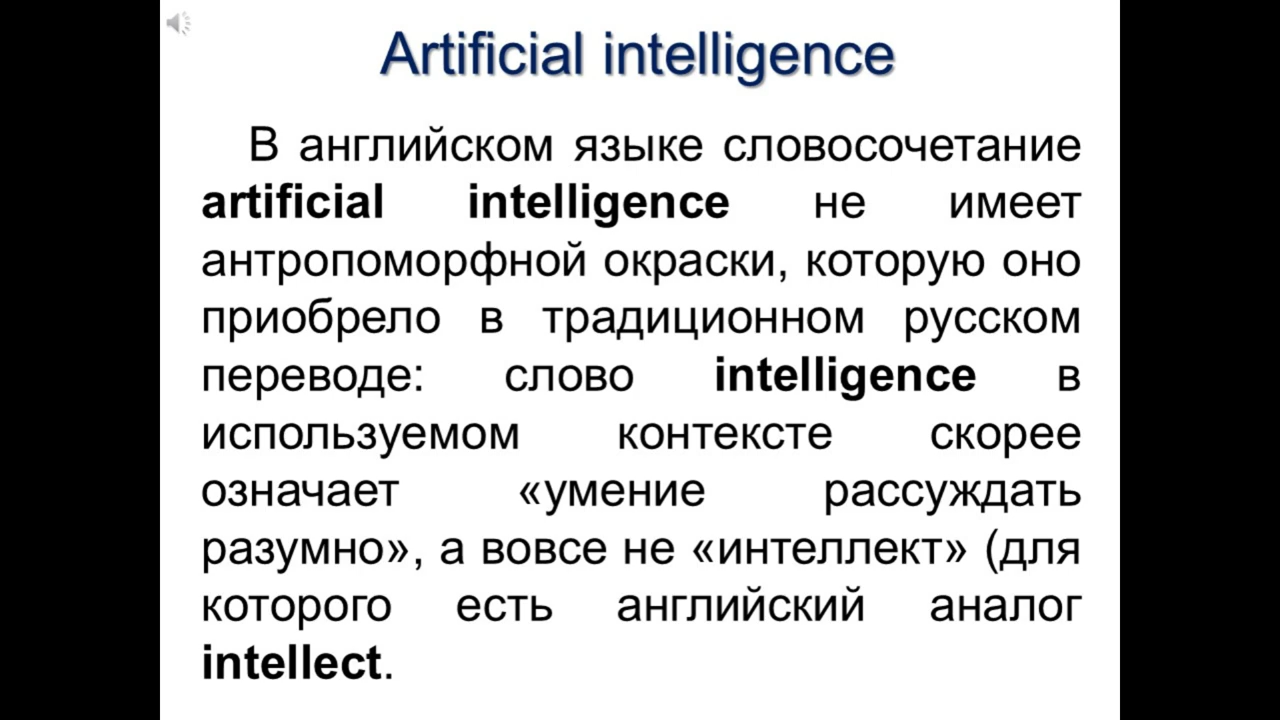 Artificial intelligence
В английском языке словосочетание
artificial intelligence не имеет
антропоморфной окраски, которую оно
приобрело в традиционном русском
переводе: слово intelligence в
используемом контексте скорее
означает «умение рассуждать
разумно», а вовсе не «интеллект» (для
которого есть английский аналог
intellect.